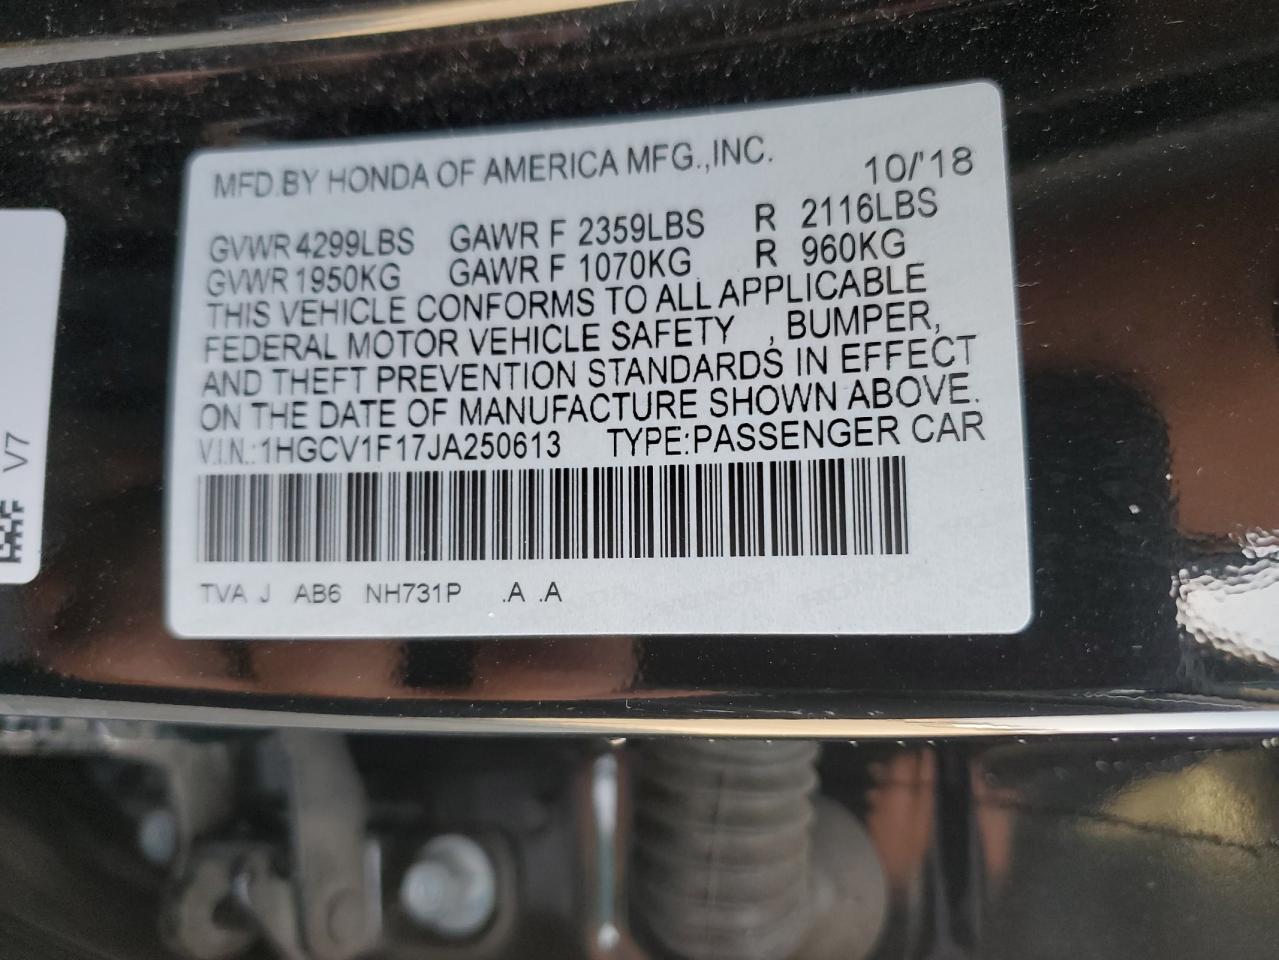 MFD.BY HONDA OF AMERICA MFG.,INC. 10/'18
GVWR 4299LBS GAWR F 2359LBS R 2116LBS
GVWR 1950KG GAWR F 1070KG R 960KG
THIS VEHICLE CONFORMS TO ALL APPLICABLE
FEDERAL MOTOR VEHICLE SAFETY , BUMPER,
AND THEFT PREVENTION STANDARDS IN EFFECT
ON THE DATE OF MANUFACTURE SHOWN ABOVE.
V.I.N.:1HGCV1F17JA250613 TYPE:PASSENGER CAR
TVA J AB6 NH731P .A .A
V7